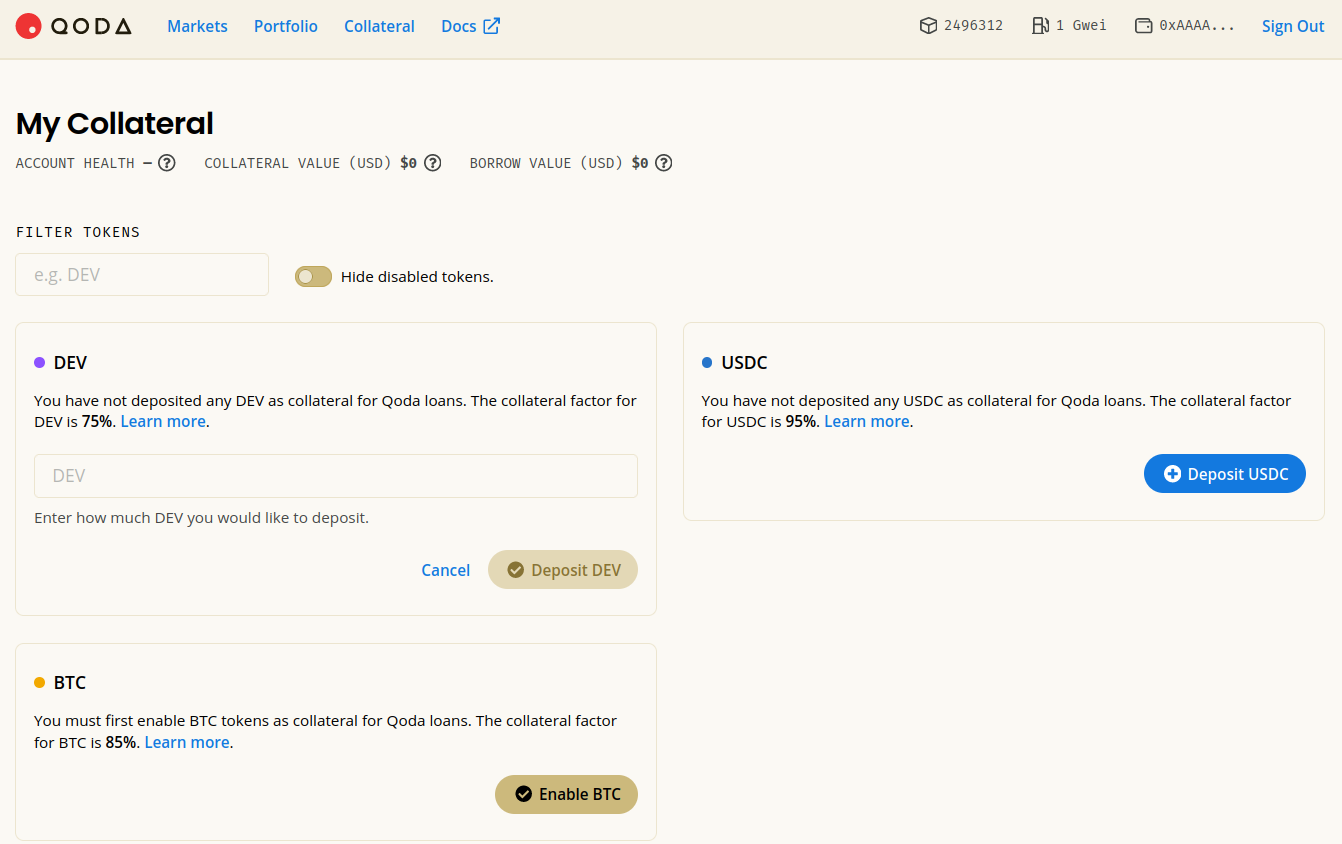 QODA Markets Portfolio Collateral Docs 2496312 1 Gwei 0xAAAA... Sign Out
My Collateral
ACCOUNT HEALTH — ? COLLATERAL VALUE (USD) $0 ? BORROW VALUE (USD) $0 ?
FILTER TOKENS
e.g. DEV Hide disabled tokens.
DEV
You have not deposited any DEV as collateral for Qoda loans. The collateral factor for
DEV is 75%. Learn more.
DEV
Enter how much DEV you would like to deposit.
Cancel Deposit DEV
USDC
You have not deposited any USDC as collateral for Qoda loans. The collateral factor
for USDC is 95%. Learn more.
Deposit USDC
BTC
You must first enable BTC tokens as collateral for Qoda loans. The collateral factor
for BTC is 85%. Learn more.
Enable BTC